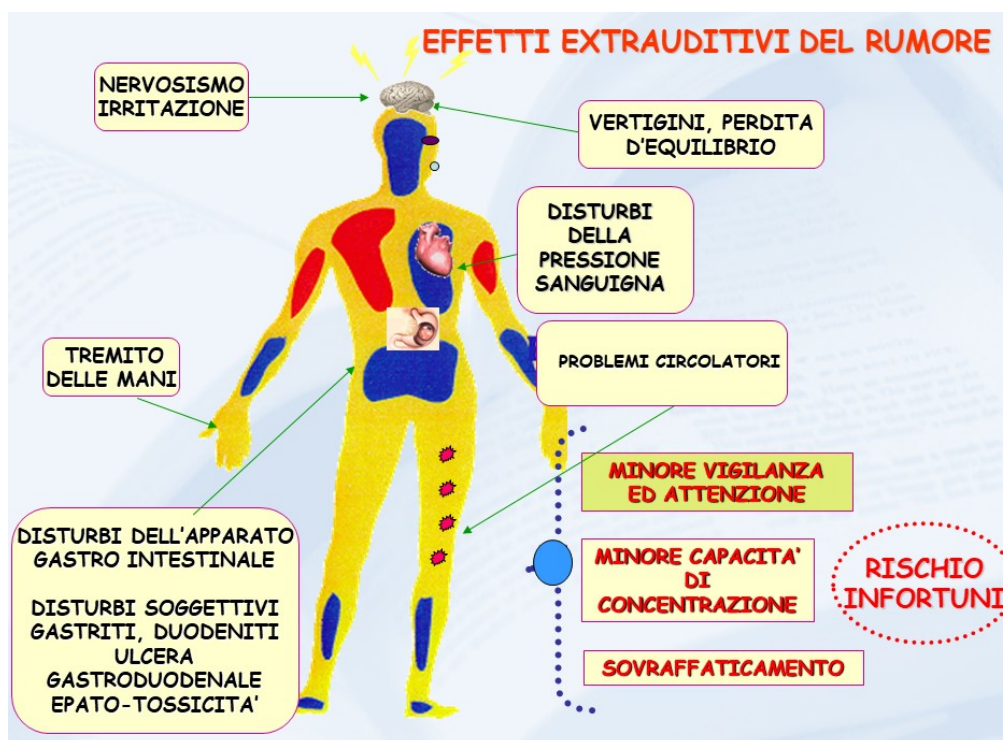 EFFETTI EXTRAUDITIVI DEL RUMORE
NERVOSISMO
IRRITAZIONE
VERTIGINI, PERDITA
D'EQUILIBRIO
DISTURBI
DELLA
PRESSIONE
SANGUIGNA
TREMITO
DELLE MANI
PROBLEMI CIRCOLATORI
DISTURBI DELL'APPARATO
GASTRO INTESTINALE
DISTURBI SOGGETTIVI
GASTRITI, DUODENITI
ULCERA
GASTRODUODENALE
EPATO-TOSSICITA'
MINORE VIGILANZA
ED ATTENZIONE
MINORE CAPACITA'
DI
CONCENTRAZIONE
SOVRAFFATICAMENTO
RISCHIO
INFORTUNI